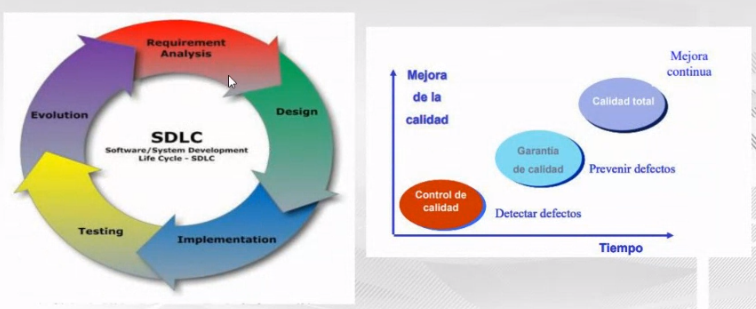 Requirement
Analysis
Design
Evolution
SDLC
Software/System Development
Life Cycle - SDLC
Testing
Implementation
Mejora
de la
calidad
Mejora
continua
Calidad total
Garantía
de calidad
Prevenir defectos
Control de
calidad
Detectar defectos
Tiempo